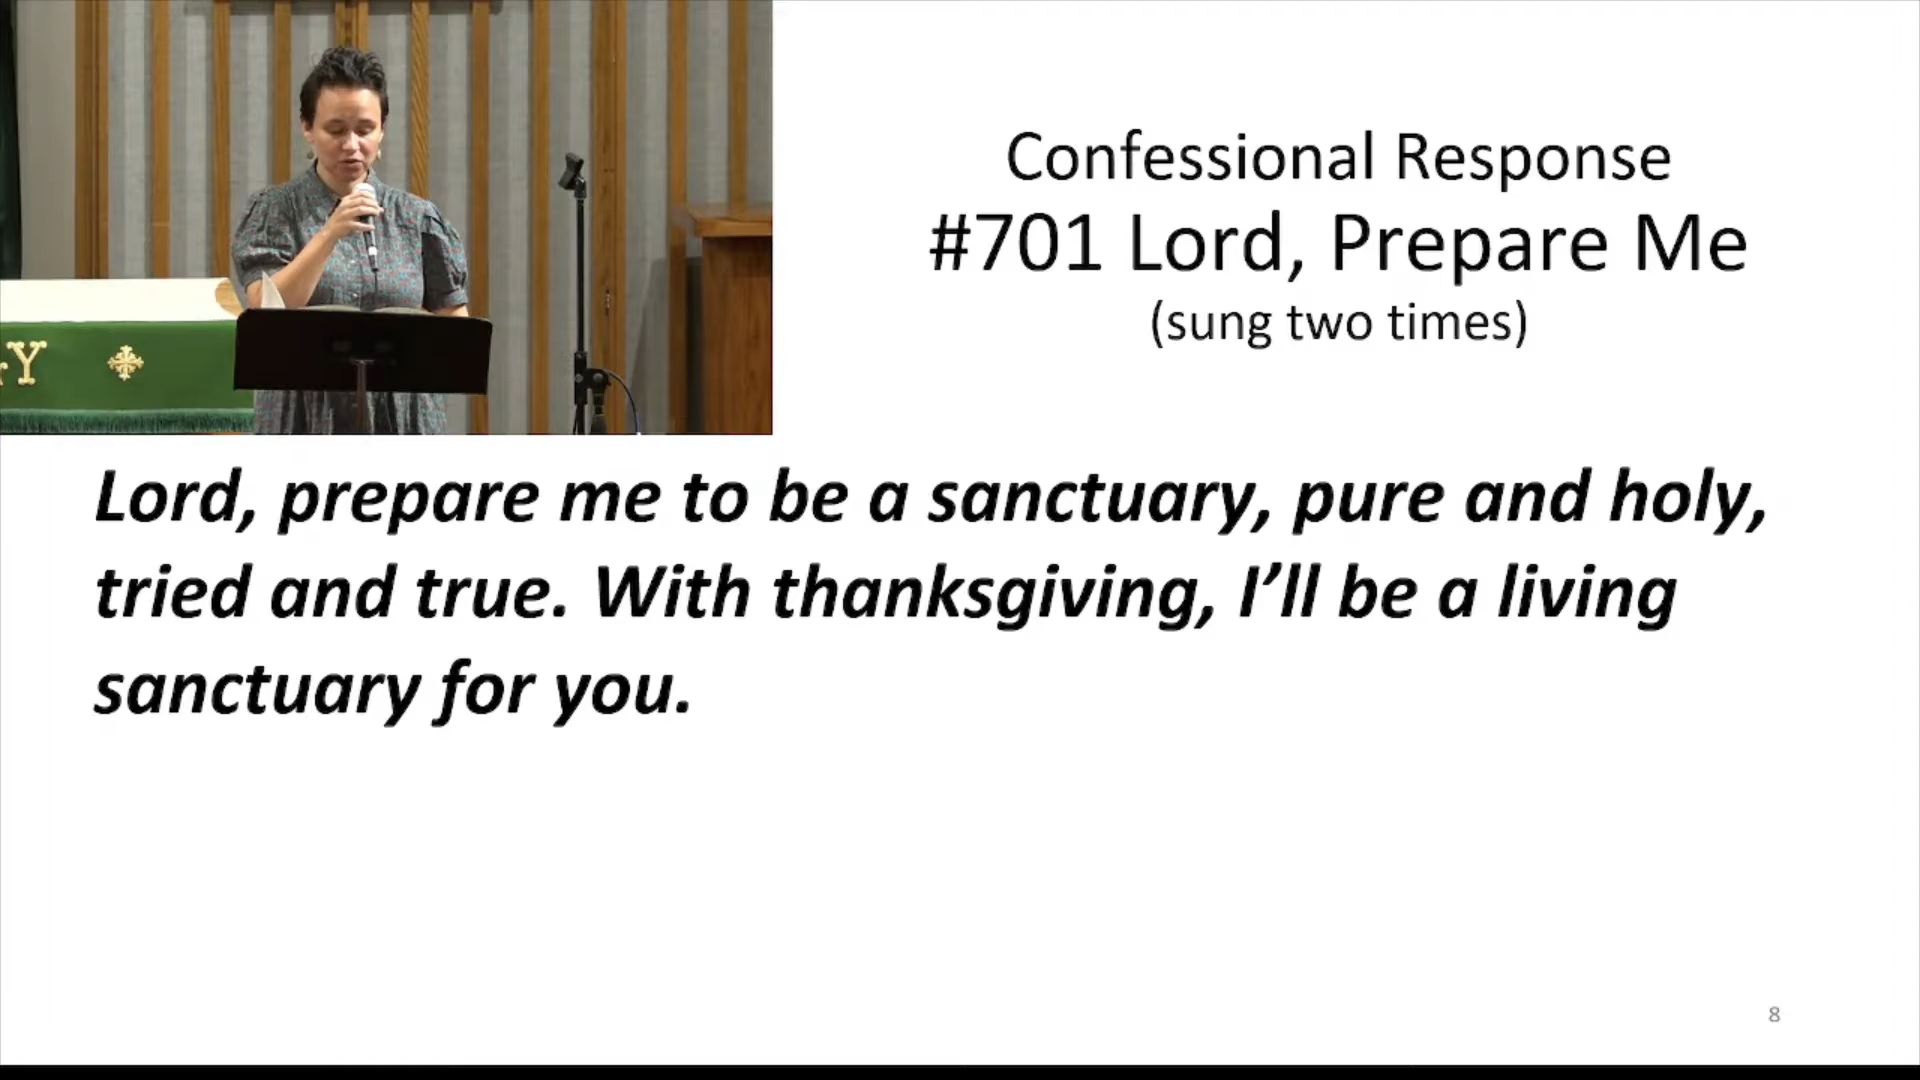 Confessional Response
#701 Lord, Prepare Me
(sung two times)
Lord, prepare me to be a sanctuary, pure and holy,
tried and true. With thanksgiving, I’ll be a living
sanctuary for you.
8